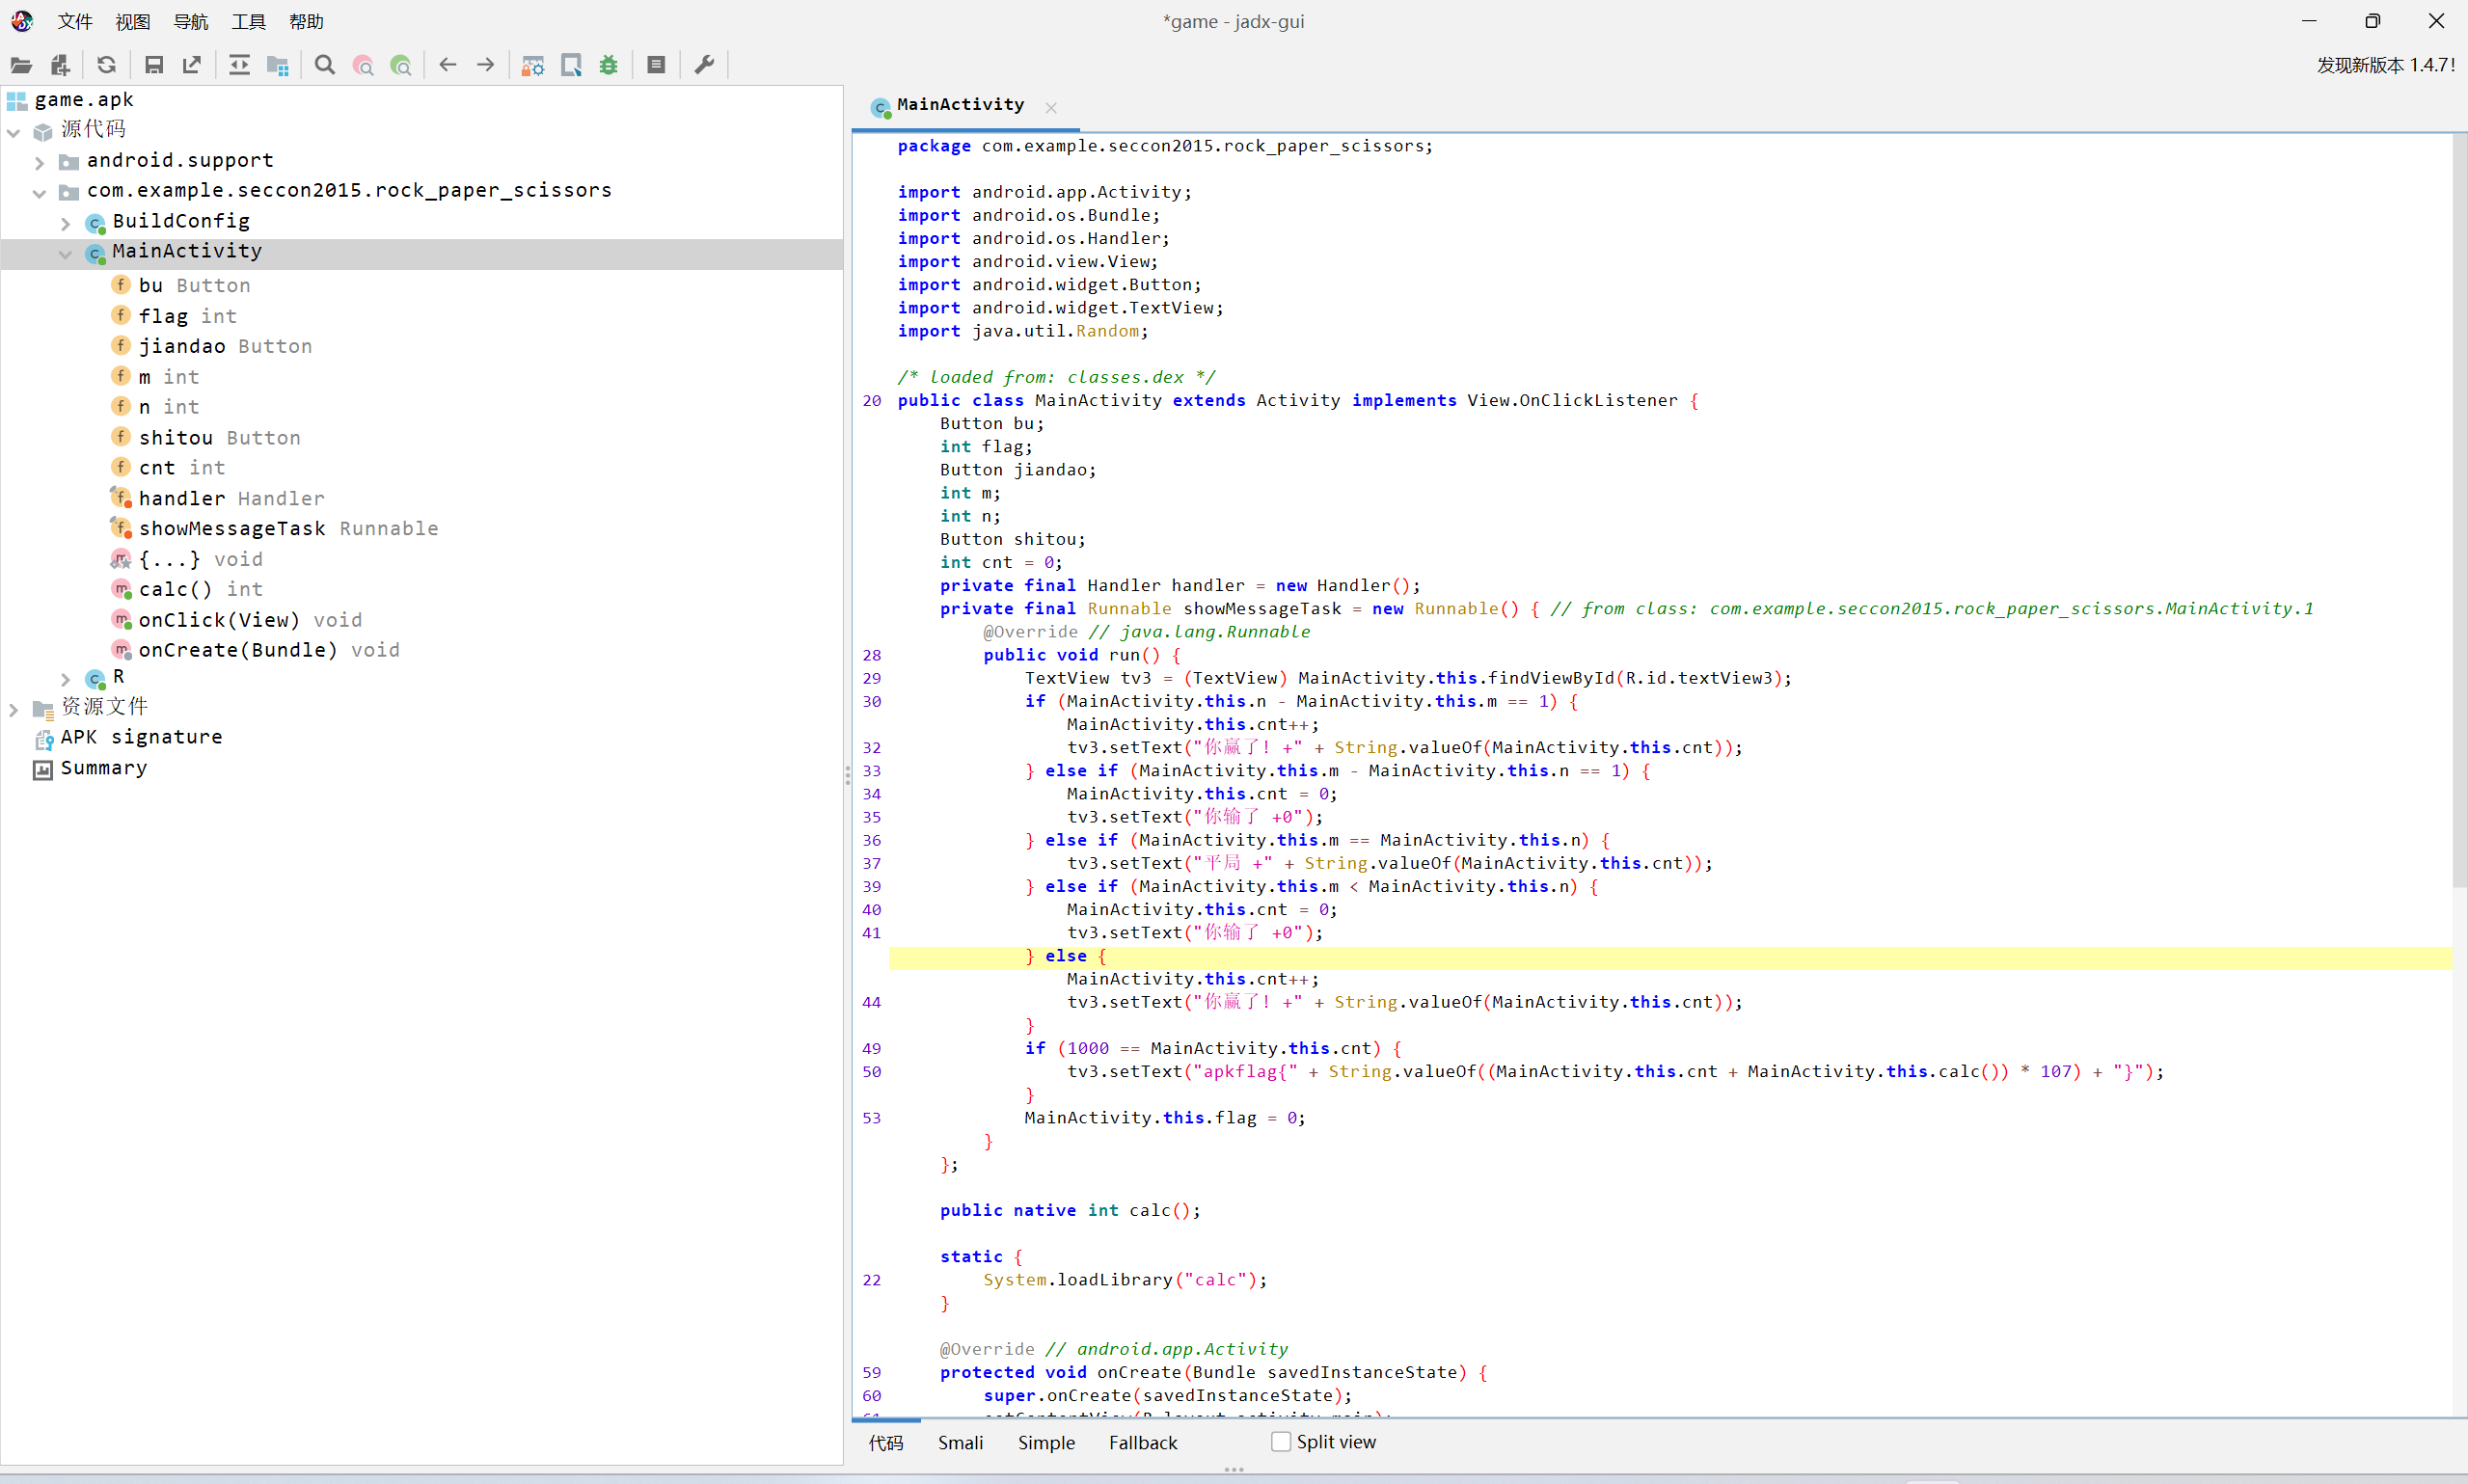 文件 视图 导航 工具 帮助
*game - jadx-gui
发现新版本 1.4.7!
game.apk
源代码
android.support
com.example.seccon2015.rock_paper_scissors
BuildConfig
MainActivity
bu Button
flag int
jiandao Button
m int
n int
shitou Button
cnt int
handler Handler
showMessageTask Runnable
{...} void
calc() int
onClick(View) void
onCreate(Bundle) void
R
资源文件
APK signature
Summary
MainActivity
package com.example.seccon2015.rock_paper_scissors;
import android.app.Activity;
import android.os.Bundle;
import android.os.Handler;
import android.view.View;
import android.widget.Button;
import android.widget.TextView;
import java.util.Random;
/* loaded from: classes.dex */
20 public class MainActivity extends Activity implements View.OnClickListener {
Button bu;
int flag;
Button jiandao;
int m;
int n;
Button shitou;
int cnt = 0;
private final Handler handler = new Handler();
private final Runnable showMessageTask = new Runnable() { // from class: com.example.seccon2015.rock_paper_scissors.MainActivity.1
@Override // java.lang.Runnable
28 public void run() {
29 TextView tv3 = (TextView) MainActivity.this.findViewById(R.id.textView3);
30 if (MainActivity.this.n - MainActivity.this.m == 1) {
MainActivity.this.cnt++;
32 tv3.setText("你赢了! +" + String.valueOf(MainActivity.this.cnt));
33 } else if (MainActivity.this.m - MainActivity.this.n == 1) {
34 MainActivity.this.cnt = 0;
35 tv3.setText("你输了 +0");
36 } else if (MainActivity.this.m == MainActivity.this.n) {
37 tv3.setText("平局 +" + String.valueOf(MainActivity.this.cnt));
39 } else if (MainActivity.this.m < MainActivity.this.n) {
40 MainActivity.this.cnt = 0;
41 tv3.setText("你输了 +0");
} else {
MainActivity.this.cnt++;
44 tv3.setText("你赢了! +" + String.valueOf(MainActivity.this.cnt));
}
49 if (1000 == MainActivity.this.cnt) {
50 tv3.setText("apkflag{" + String.valueOf((MainActivity.this.cnt + MainActivity.this.calc()) * 107) + "}");
}
53 MainActivity.this.flag = 0;
}
};
public native int calc();
static {
22 System.loadLibrary("calc");
}
@Override // android.app.Activity
59 protected void onCreate(Bundle savedInstanceState) {
60 super.onCreate(savedInstanceState);
代码 Smali Simple Fallback Split view